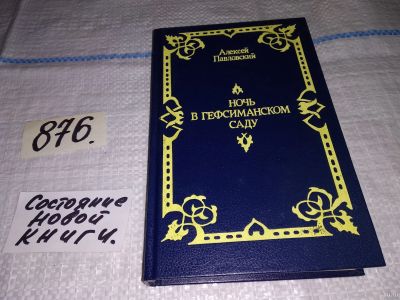 Алексей
Павловский
НОЧЬ
В ГЕФСИМАНСКОМ
САДУ
876.
Состояние
новой
книги.